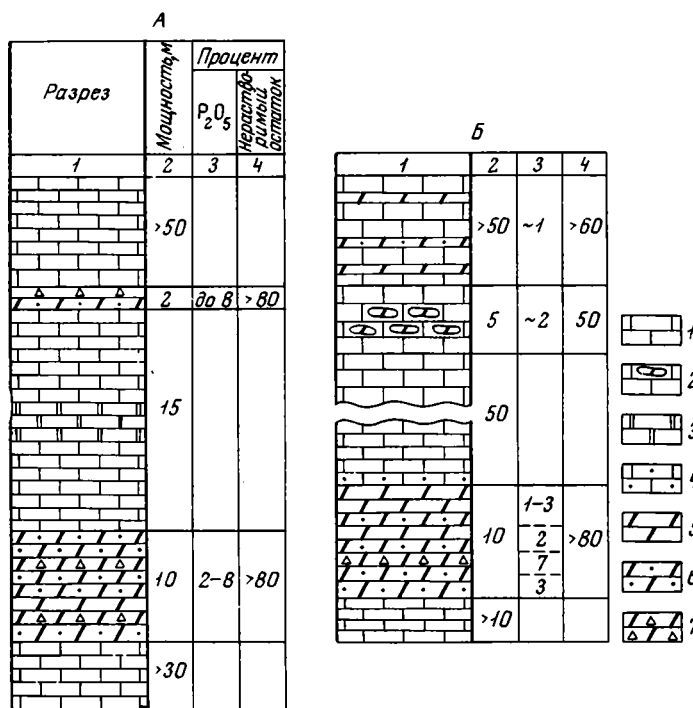 А
Разрез
Мощность, м
Процент
P₂O₅
Нераство-
римый
остаток
1 2 3 4
>50
2 до 8 >80
15
10 2-8 >80
>30
Б
1 2 3 4
>50 ~1 >60
5 ~2 50
50
10 1-3 >80
2
7
3
>10
1
2
3
4
5
6
7